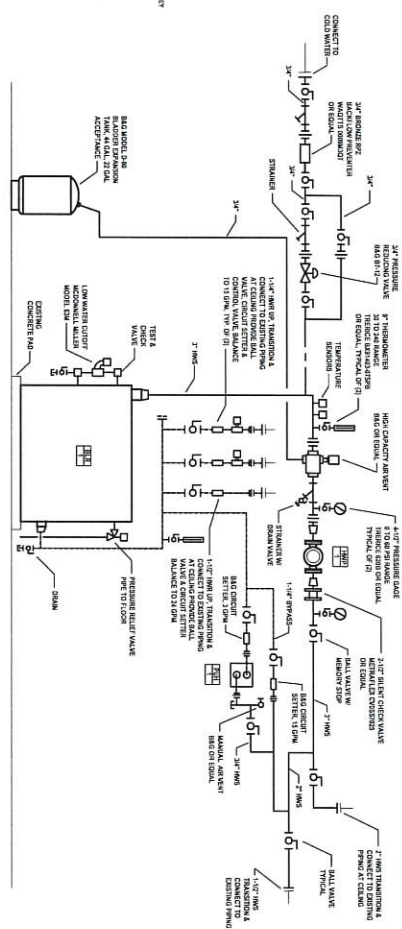 CONNECT TO
COLD WATER
3/4"
3/4" BRONZE RPZ
BACKFLOW PREVENTER
WATTS 009M3QT
OR EQUAL
3/4"
STRAINER
3/4"
3/4" PRESSURE
REDUCING VALVE
B&G B7-12
9" THERMOMETER
30 TO 240 RANGE
TRERICE
OR EQUAL, TYPICAL OF (2)
TEMPERATURE
SENSORS
HIGH CAPACITY AIR VENT
B&G OR EQUAL
4-1/2" PRESSURE GAGE
0 TO 60 PSI RANGE
TRERICE 620B OR EQUAL
TYPICAL OF (2)
HWP
1
2-1/2" SILENT CHECK VALVE
METRAFLEX
OR EQUAL
BALL VALVE W/
MEMORY STOP
3" HWS
2" HWS TRANSITION &
CONNECT TO EXISTING
PIPING AT CEILING
STRAINER W/
DRAIN VALVE
3/4"
3" HWS
1-1/4" HWR UP, TRANSITION &
CONNECT TO EXISTING PIPING
AT CEILING PROVIDE BALL
VALVE, CIRCUIT SETTER &
CONTROL VALVE, BALANCE
TO 15 GPM, TYP OF (2)
1-1/4" BYPASS
B&G CIRCUIT
SETTER, 15 GPM
2" HWS
BALL VALVE
TYPICAL
1-1/2" HWS
TRANSITION &
CONNECT TO
EXISTING PIPING
B&G CIRCUIT
SETTER, 3 GPM
3/4" HWS
MANUAL AIR VENT
B&G OR EQUAL
1-1/2" HWR UP, TRANSITION &
CONNECT TO EXISTING PIPING
AT CEILING PROVIDE BALL
VALVE & CIRCUIT SETTER
BALANCE TO 24 GPM
B&G MODEL D-80
BLADDER EXPANSION
TANK, 44 GAL, 22 GAL
ACCEPTANCE
TEST &
CHECK
VALVE
LOW WATER CUTOFF
MCDONNELL MILLER
MODEL 63M
EXISTING
CONCRETE PAD
BLR
1
PRESSURE RELIEF VALVE
PIPE TO FLOOR
DRAIN